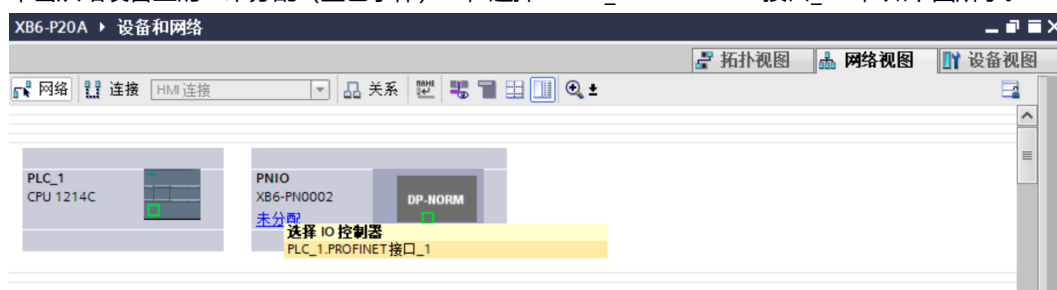 XB6-P20A ▸ 设备和网络
拓扑视图 网络视图 设备视图
网络 连接 HMI 连接 关系
PLC_1
CPU 1214C
PNIO
XB6-PN0002
未分配
DP-NORM
选择 IO 控制器
PLC_1.PROFINET接口_1